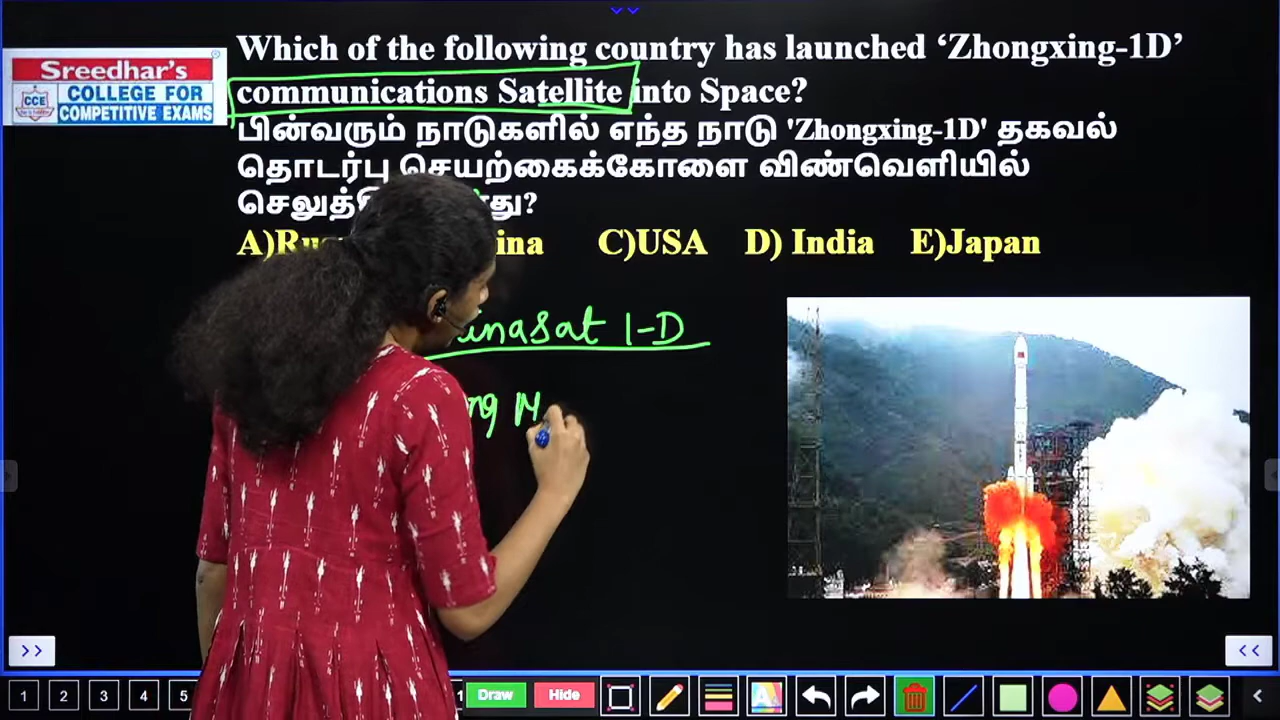 Which of the following country has launched ‘Zhongxing-1D’
Sreedhar's
CCE
COLLEGE FOR
COMPETITIVE EXAMS
communications Satellite into Space?
பின்வரும் நாடுகளில் எந்த நாடு 'Zhongxing-1D' தகவல்
தொடர்பு செயற்கைக்கோளை விண்வெளியில்
?
A) ina C)USA D) India E)Japan
inasat 1-D
ng M
>> <<
1 2 3 4 5 1 Draw Hide A